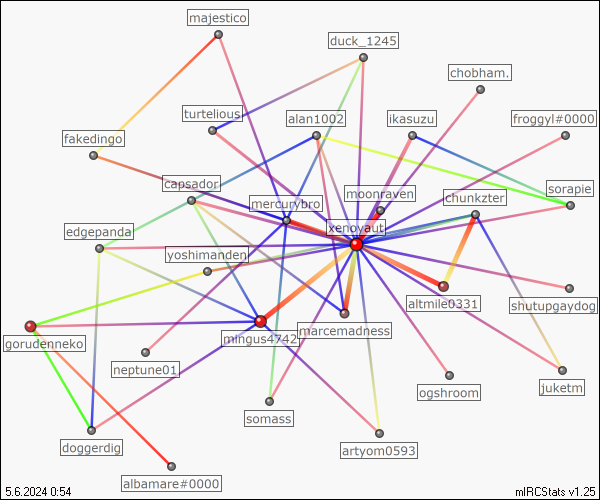 majestico
duck_1245
chobham.
turtelious
alan1002
ikasuzu
froggyl#0000
fakedingo
capsador
moonraven
mercurybro
chunkzter
sorapie
xenoyaut
edgepanda
yoshimanden
altmile0331
shutupgaydog
marcemadness
mingus4742
gorudenneko
neptune01
ogshroom
juketm
somass
doggerdig
artyom0593
albamare#0000
5.6.2024 0:54
mIRCStats v1.25